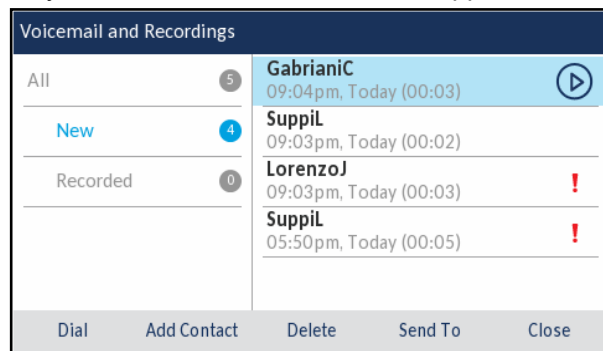 Voicemail and Recordings
All 5
New 4
Recorded 0
GabrianiC
09:04pm, Today (00:03)
SuppiL
09:03pm, Today (00:02)
LorenzoJ
09:03pm, Today (00:03)
!
SuppiL
05:50pm, Today (00:05)
!
Dial Add Contact Delete Send To Close